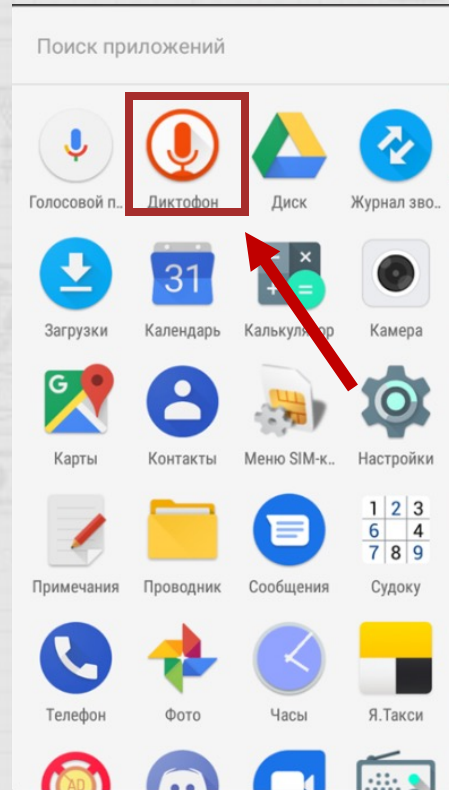 Поиск приложений
Голосовой п..
Диктофон
Диск
Журнал зво..
31
Загрузки
Календарь
Калькулятор
Камера
G
Карты
Контакты
Меню SIM-к..
Настройки
1 2 3
6 4
7 8 9
Примечания
Проводник
Сообщения
Судоку
Телефон
Фото
Часы
Я.Такси
AD